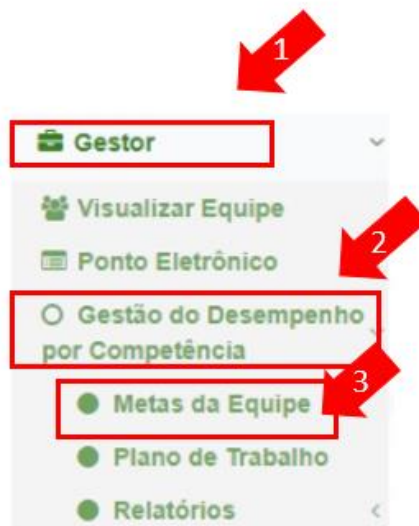 1
Gestor
Visualizar Equipe
2
Ponto Eletrônico
Gestão do Desempenho
por Competência
3
Metas da Equipe
Plano de Trabalho
Relatórios